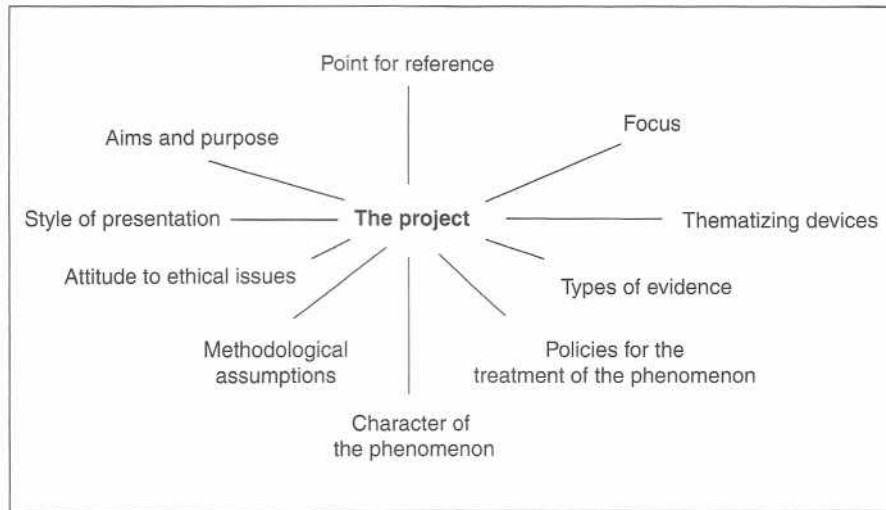 Point for reference
Focus
Aims and purpose
Style of presentation
The project
Thematizing devices
Attitude to ethical issues
Types of evidence
Methodological
assumptions
Policies for the
treatment of the phenomenon
Character of
the phenomenon